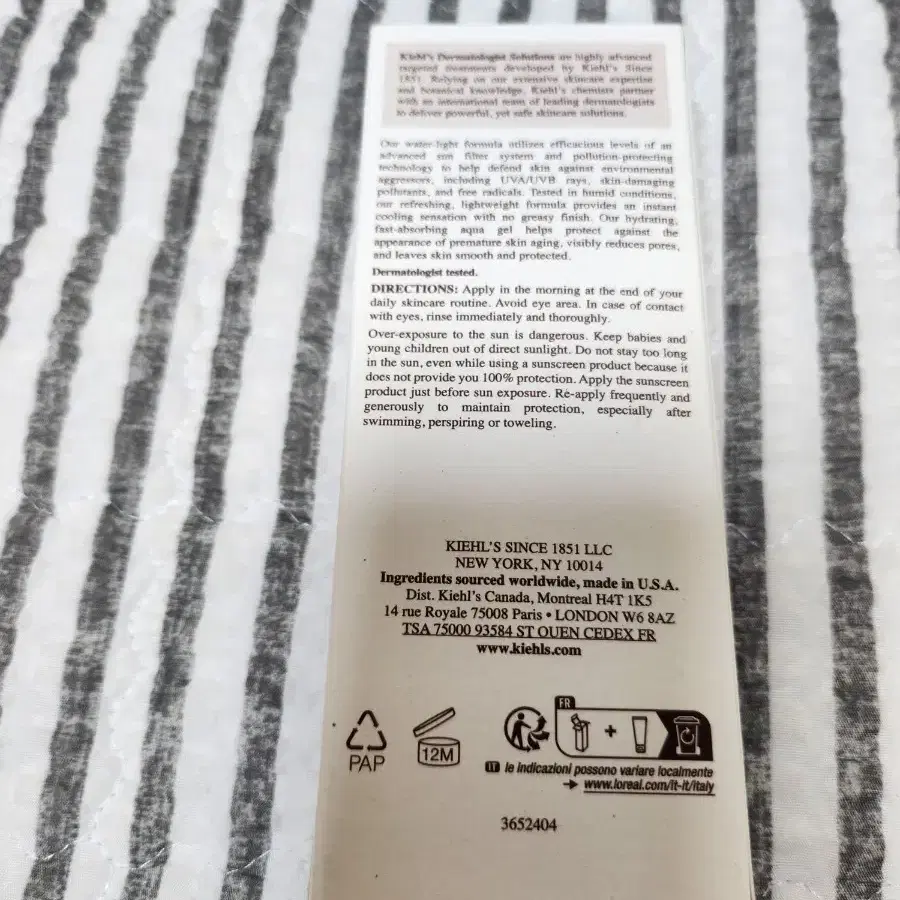 Kiehl's Dermatologist Solutions are highly advanced
targeted treatments developed by Kiehl's Since
1851. Relying on our extensive skincare expertise
and botanical knowledge, Kiehl's chemists partner
with an international team of leading dermatologists
to deliver powerful, yet safe skincare solutions.
Our water-light formula utilizes efficacious levels of an
advanced sun filter system and pollution-protecting
technology to help defend skin against environmental
aggressors, including UVA/UVB rays, skin-damaging
pollutants, and free radicals. Tested in humid conditions,
our refreshing, lightweight formula provides an instant
cooling sensation with no greasy finish. Our hydrating,
fast-absorbing aqua gel helps protect against the
appearance of premature skin aging, visibly reduces pores,
and leaves skin smooth and protected.
Dermatologist tested.
DIRECTIONS: Apply in the morning at the end of your
daily skincare routine. Avoid eye area. In case of contact
with eyes, rinse immediately and thoroughly.
Over-exposure to the sun is dangerous. Keep babies and
young children out of direct sunlight. Do not stay too long
in the sun, even while using a sunscreen product because it
does not provide you 100% protection. Apply the sunscreen
product just before sun exposure. Re-apply frequently and
generously to maintain protection, especially after
swimming, perspiring or toweling.
KIEHL'S SINCE 1851 LLC
NEW YORK, NY 10014
Ingredients sourced worldwide, made in U.S.A.
Dist. Kiehl's Canada, Montreal H4T 1K5
14 rue Royale 75008 Paris • LONDON W6 8AZ
TSA 75000 93584 ST OUEN CEDEX FR
www.kiehls.com
PAP
12M
FR
+
IT le indicazioni possono variare localmente
→ www.loreal.com/it-it/italy
3652404